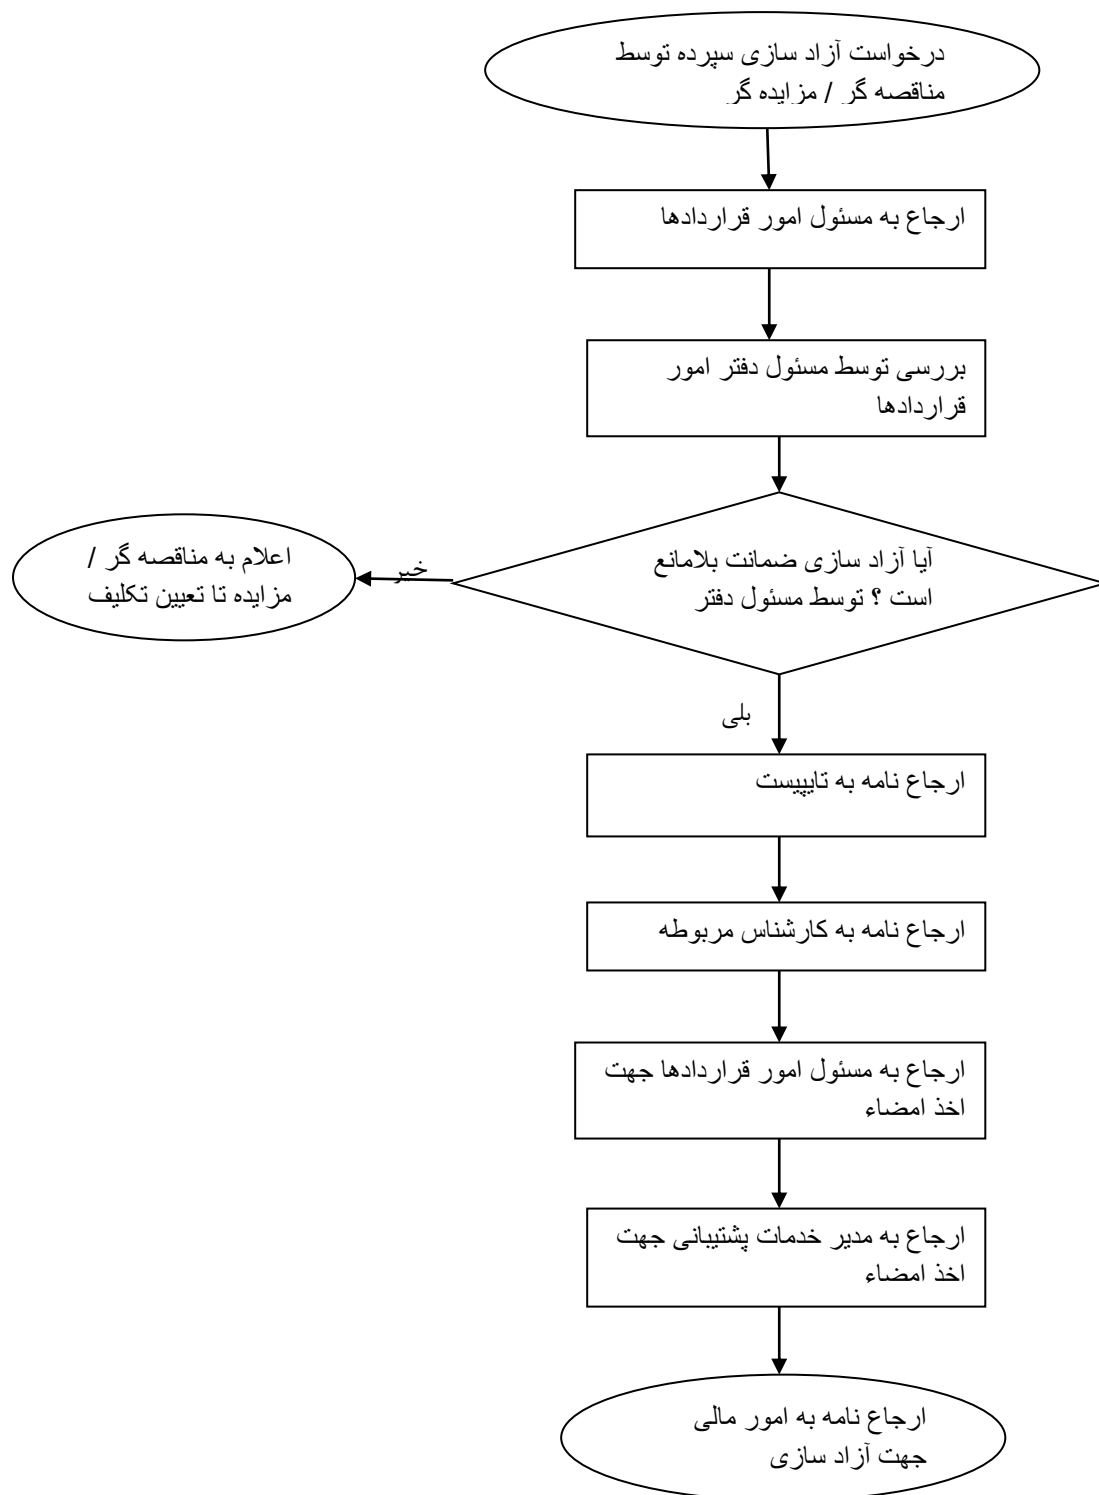 درخواست آزاد سازی سپرده توسط
مناقصه گر / مزایده گر
ارجاع به مسئول امور قراردادها
بررسی توسط مسئول دفتر امور
قراردادها
آیا آزاد سازی ضمانت بلامانع
است ؟ توسط مسئول دفتر
خیر
اعلام به مناقصه گر /
مزایده تا تعیین تکلیف
بلی
ارجاع نامه به تایپیست
ارجاع نامه به کارشناس مربوطه
ارجاع به مسئول امور قراردادها جهت
اخذ امضاء
ارجاع به مدیر خدمات پشتیبانی جهت
اخذ امضاء
ارجاع نامه به امور مالی
جهت آزاد سازی